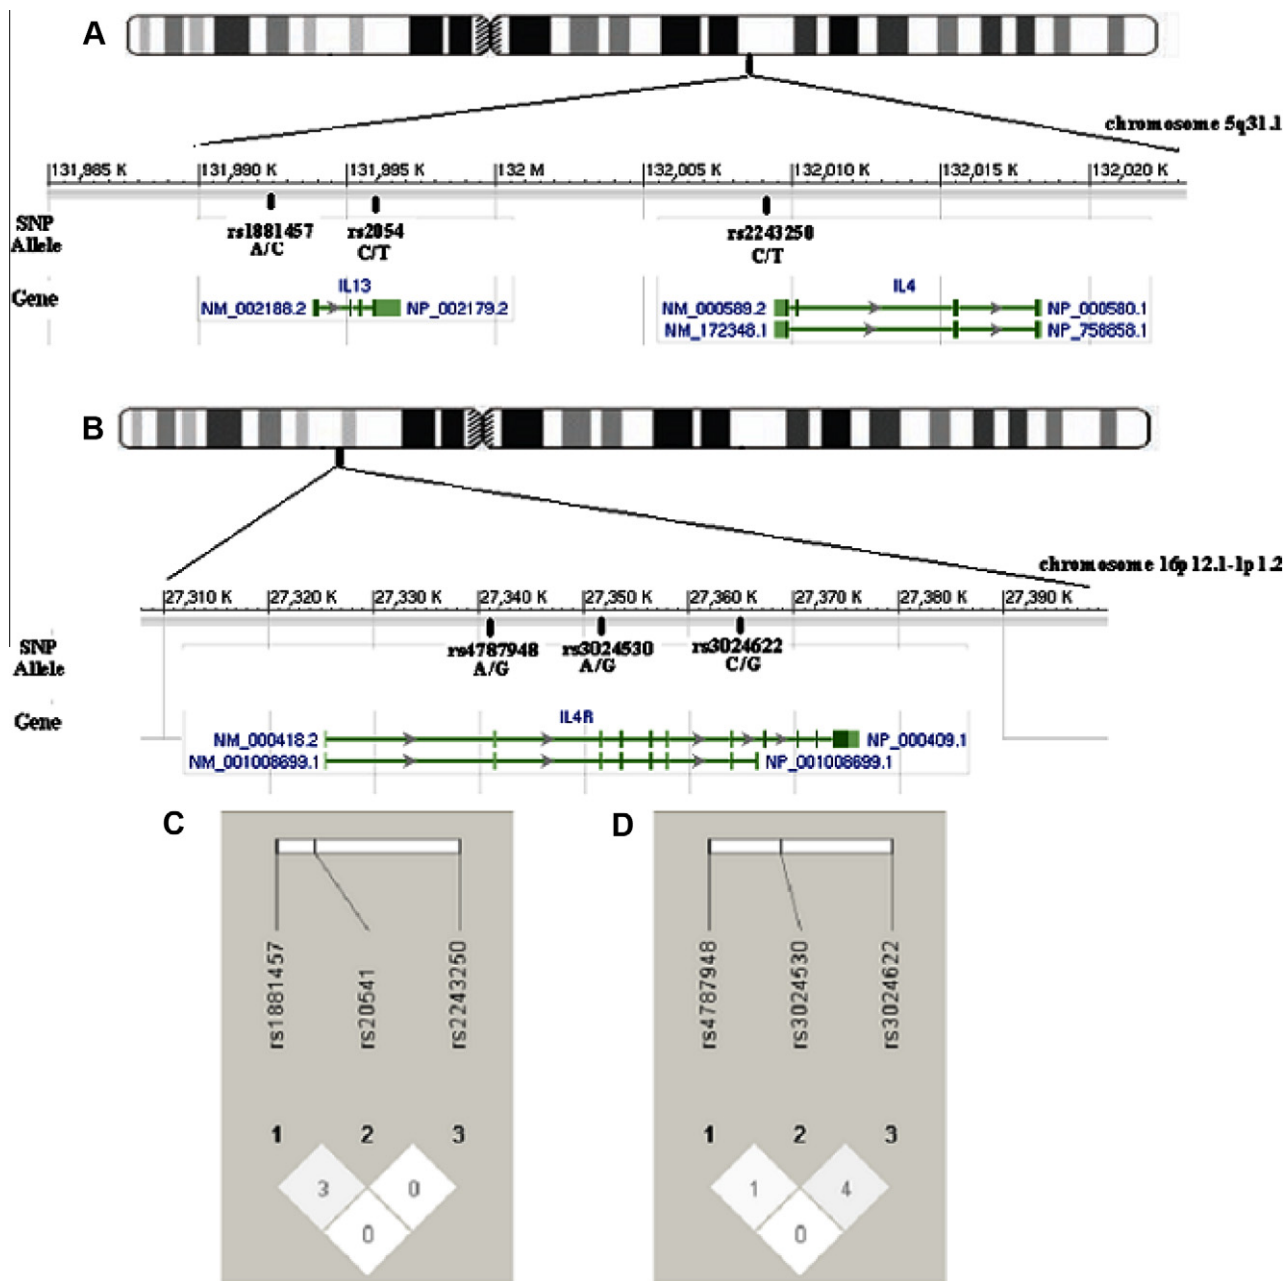 A
chromosome 5q31.1
131,985 K 131,990 K 131,995 K 132 M 132,005 K 132,010 K 132,015 K 132,020 K
SNP
Allele
rs1881457
A/C
rs2054
C/T
rs2243250
C/T
Gene
IL13
NM_002188.2 NP_002179.2
IL4
NM_000589.2 NP_000580.1
NM_172348.1 NP_758858.1
B
chromosome 16p12.1-1p1.2
27,310 K 27,320 K 27,330 K 27,340 K 27,350 K 27,360 K 27,370 K 27,380 K 27,390 K
SNP
Allele
rs4787948
A/G
rs3024530
A/G
rs3024622
C/G
Gene
IL4R
NM_000418.2 NP_000409.1
NM_001008699.1 NP_001008699.1
C
rs1881457
rs20541
rs2243250
1 2 3
3 0
0
D
rs4787948
rs3024530
rs3024622
1 2 3
1 4
0